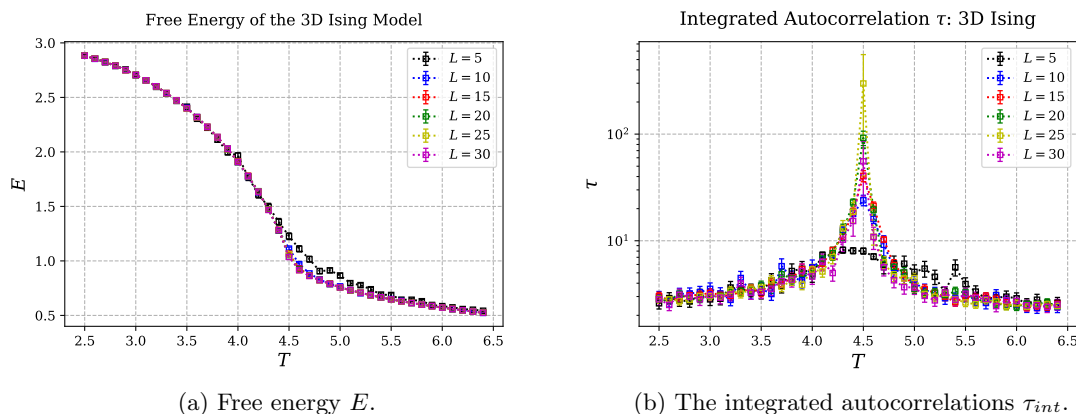 Free Energy of the 3D Ising Model
3.0
2.5
2.0
1.5
1.0
0.5
E
2.5 3.0 3.5 4.0 4.5 5.0 5.5 6.0 6.5
T
L = 5
L = 10
L = 15
L = 20
L = 25
L = 30
(a) Free energy E.
Integrated Autocorrelation τ: 3D Ising
10²
10¹
τ
2.5 3.0 3.5 4.0 4.5 5.0 5.5 6.0 6.5
T
L = 5
L = 10
L = 15
L = 20
L = 25
L = 30
(b) The integrated autocorrelations τ_int.